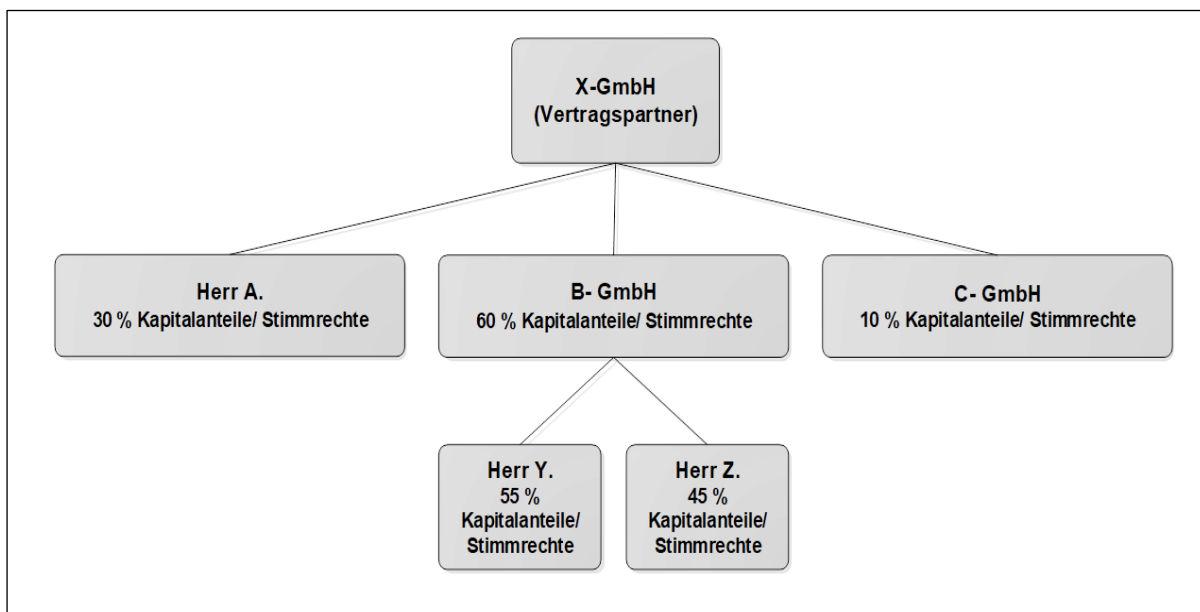 X-GmbH
(Vertragspartner)
Herr A.
30 % Kapitalanteile/ Stimmrechte
B- GmbH
60 % Kapitalanteile/ Stimmrechte
C- GmbH
10 % Kapitalanteile/ Stimmrechte
Herr Y.
55 %
Kapitalanteile/
Stimmrechte
Herr Z.
45 %
Kapitalanteile/
Stimmrechte